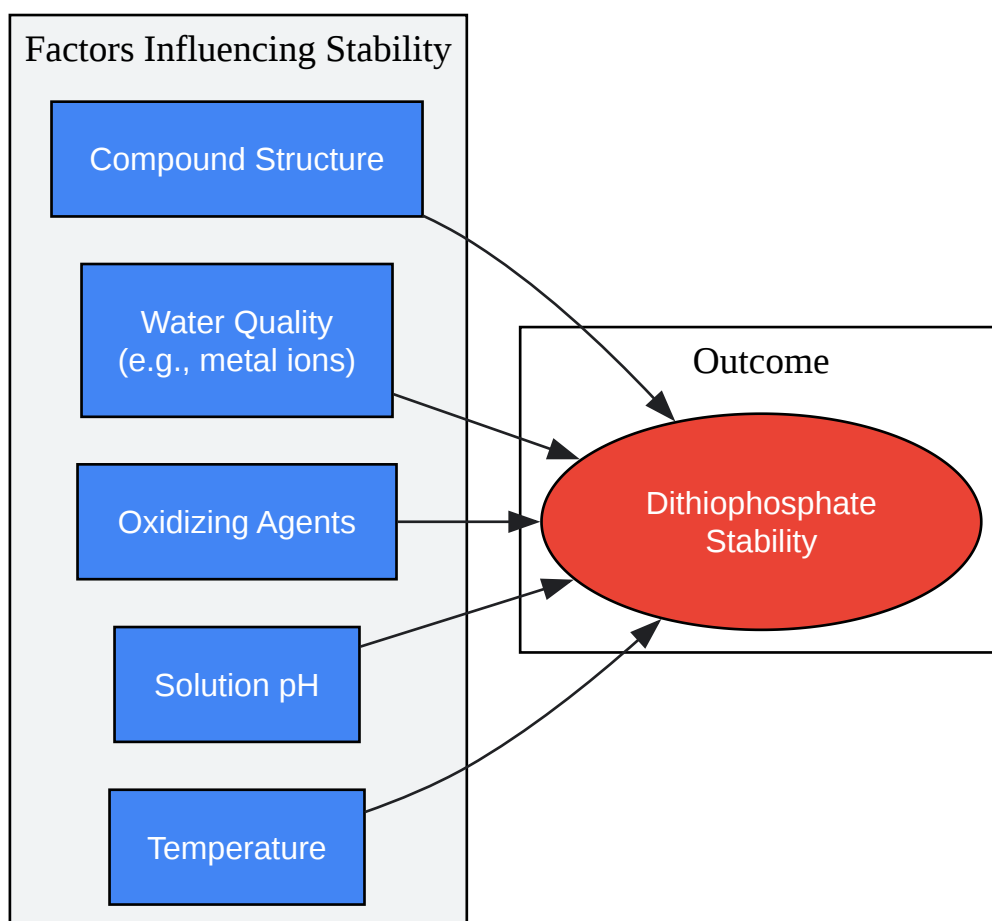 Factors Influencing Stability
Compound Structure
Water Quality
(e.g., metal ions)
Oxidizing Agents
Solution pH
Temperature
Outcome
Dithiophosphate
Stability